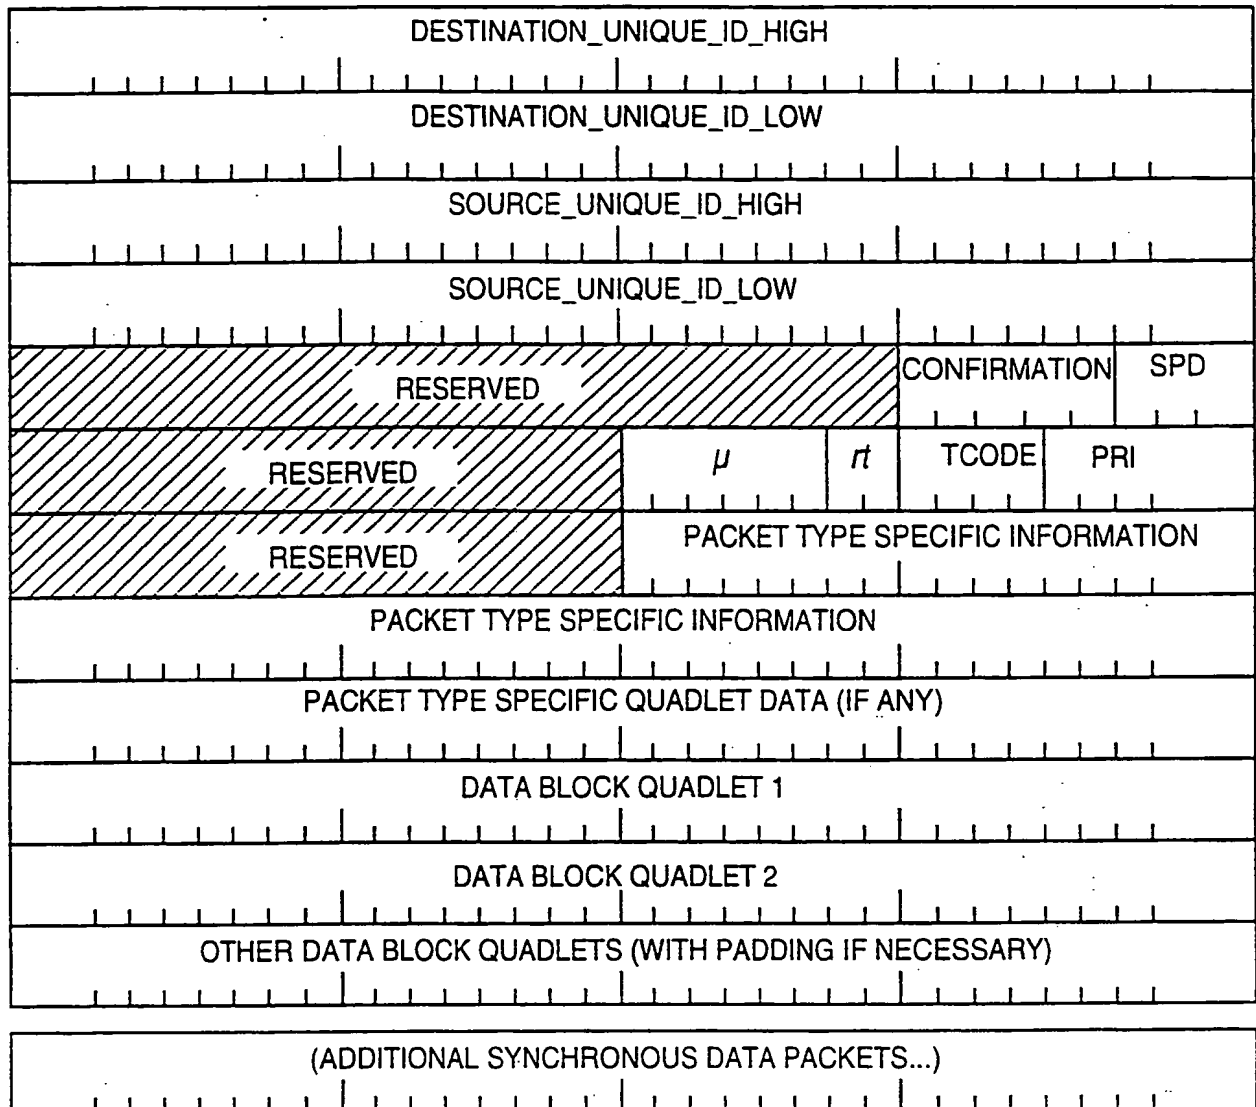 DESTINATION_UNIQUE_ID_HIGH
DESTINATION_UNIQUE_ID_LOW
SOURCE_UNIQUE_ID_HIGH
SOURCE_UNIQUE_ID_LOW
RESERVED CONFIRMATION SPD
RESERVED μ rt TCODE PRI
RESERVED PACKET TYPE SPECIFIC INFORMATION
PACKET TYPE SPECIFIC INFORMATION
PACKET TYPE SPECIFIC QUADLET DATA (IF ANY)
DATA BLOCK QUADLET 1
DATA BLOCK QUADLET 2
OTHER DATA BLOCK QUADLETS (WITH PADDING IF NECESSARY)
(ADDITIONAL SYNCHRONOUS DATA PACKETS...)